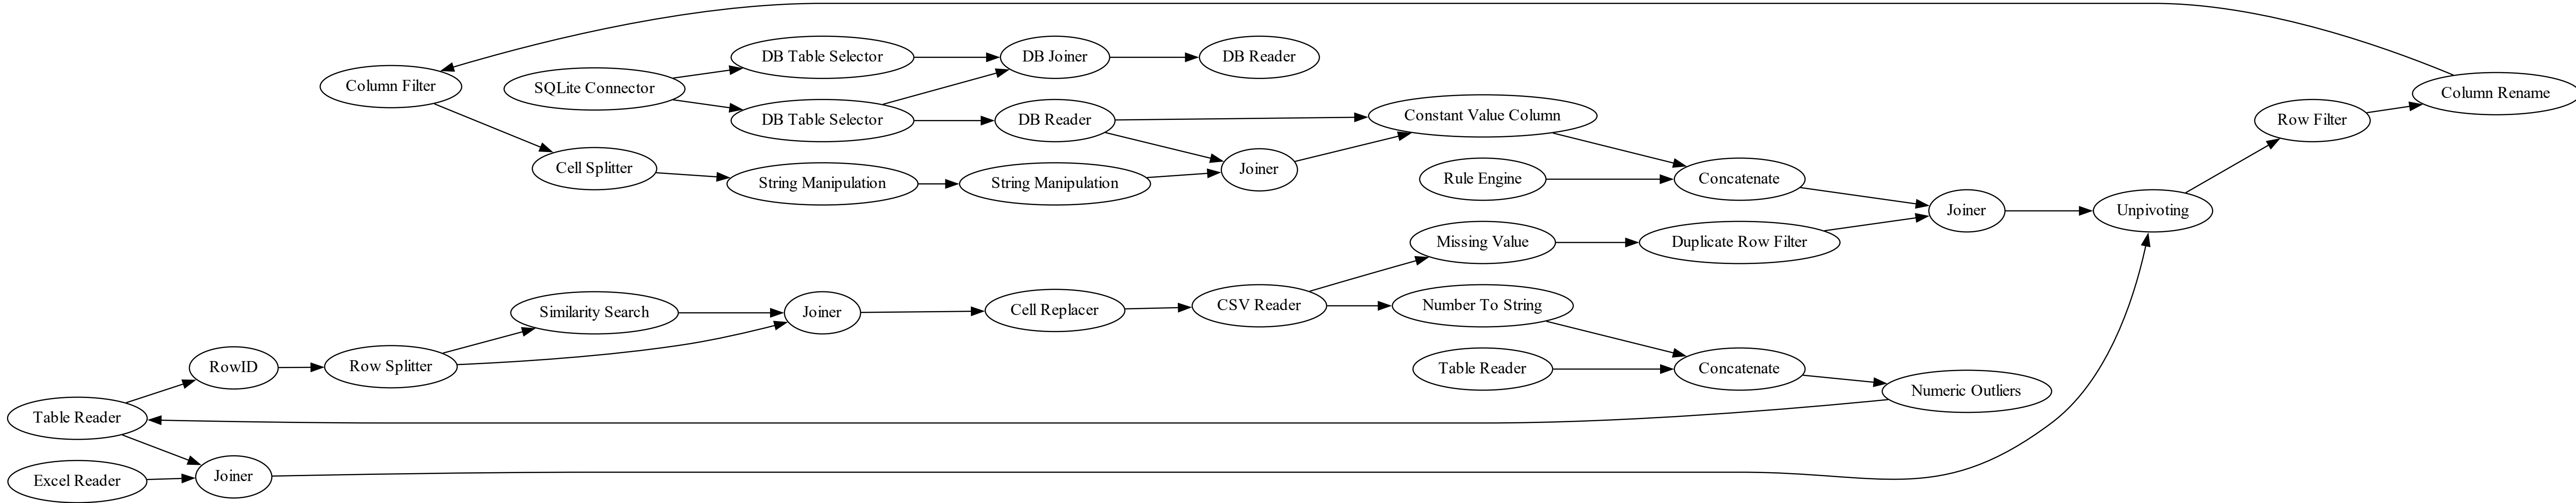 Column Filter
SQLite Connector
DB Table Selector
DB Joiner
DB Reader
DB Table Selector
DB Reader
Constant Value Column
Column Rename
Row Filter
Cell Splitter
String Manipulation
String Manipulation
Joiner
Rule Engine
Concatenate
Joiner
Unpivoting
Missing Value
Duplicate Row Filter
Similarity Search
Joiner
Cell Replacer
CSV Reader
Number To String
RowID
Row Splitter
Table Reader
Concatenate
Numeric Outliers
Table Reader
Excel Reader
Joiner